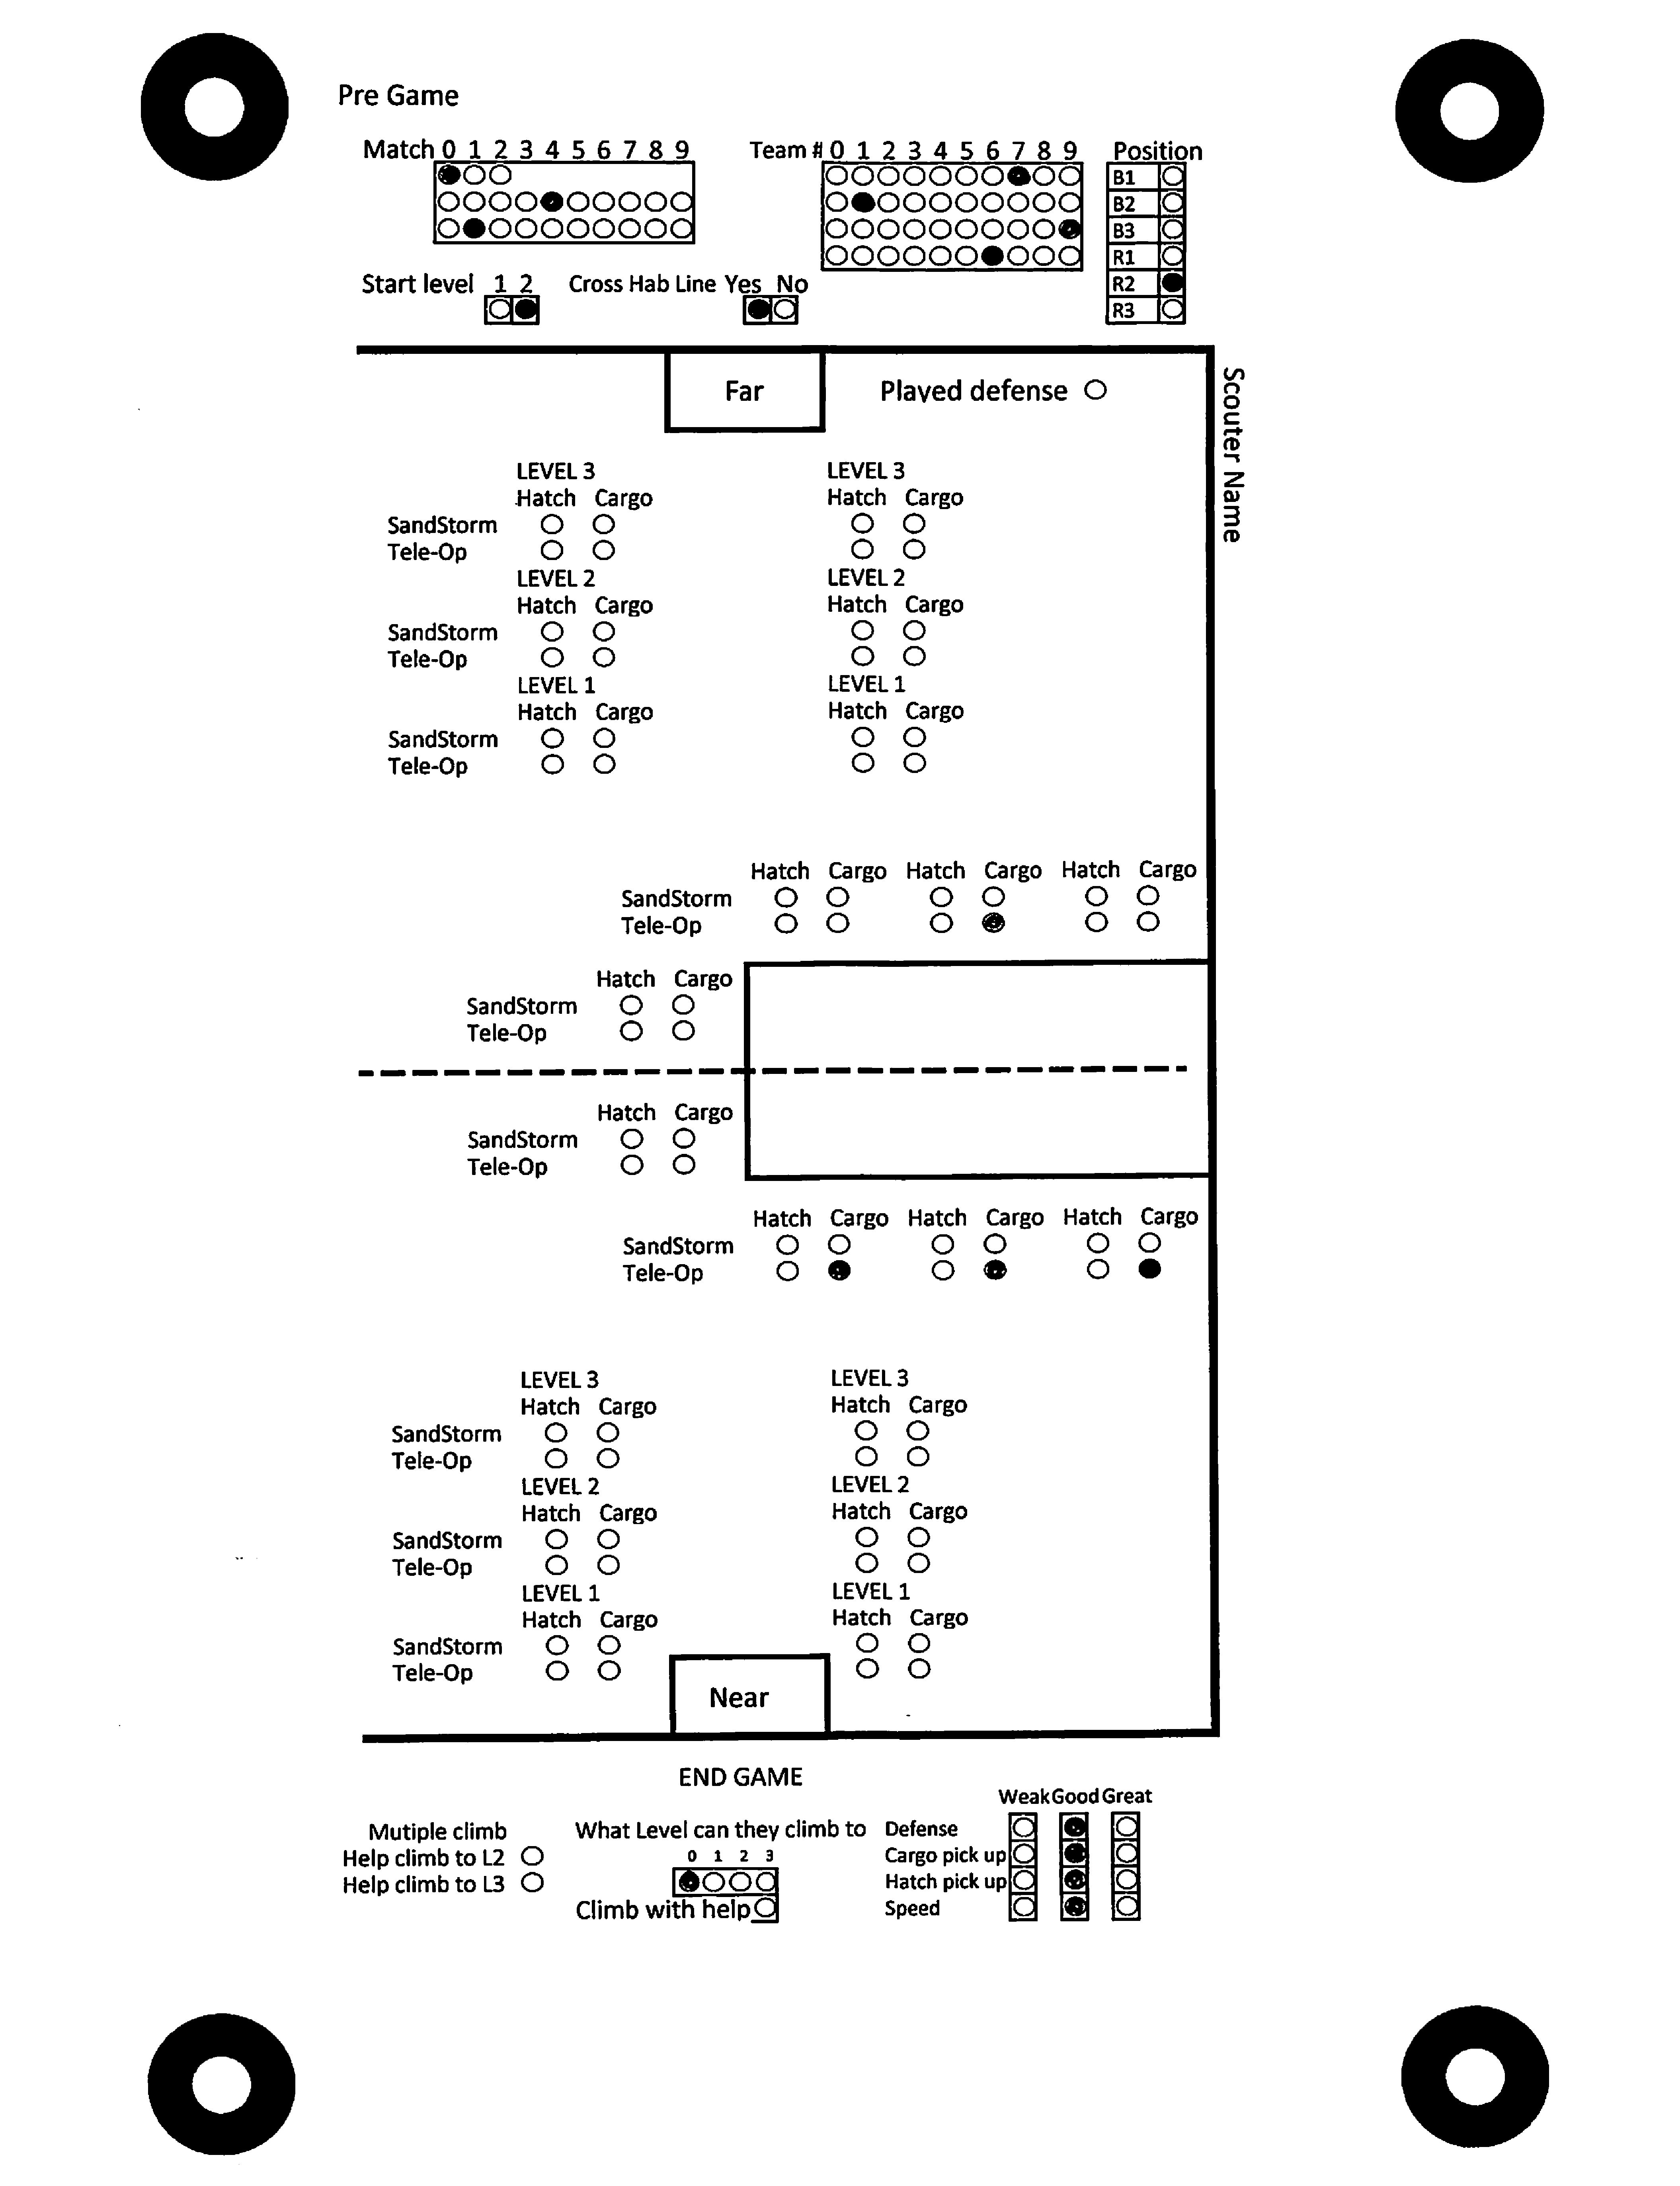 Pre Game
Match 0 1 2 3 4 5 6 7 8 9
Team # 0 1 2 3 4 5 6 7 8 9
Position
B1
B2
B3
R1
R2
R3
Start level 1 2
Cross Hab Line Yes No
Far
Played defense
Scouter Name
LEVEL 3 LEVEL 3
Hatch Cargo Hatch Cargo
SandStorm
Tele-Op
LEVEL 2 LEVEL 2
Hatch Cargo Hatch Cargo
SandStorm
Tele-Op
LEVEL 1 LEVEL 1
Hatch Cargo Hatch Cargo
SandStorm
Tele-Op
Hatch Cargo Hatch Cargo Hatch Cargo
SandStorm
Tele-Op
Hatch Cargo
SandStorm
Tele-Op
Hatch Cargo
SandStorm
Tele-Op
Hatch Cargo Hatch Cargo Hatch Cargo
SandStorm
Tele-Op
LEVEL 3 LEVEL 3
Hatch Cargo Hatch Cargo
SandStorm
Tele-Op
LEVEL 2 LEVEL 2
Hatch Cargo Hatch Cargo
SandStorm
Tele-Op
LEVEL 1 LEVEL 1
Hatch Cargo Hatch Cargo
SandStorm
Tele-Op
Near
END GAME
Mutiple climb
Help climb to L2
Help climb to L3
What Level can they climb to
0 1 2 3
Climb with help
Weak Good Great
Defense
Cargo pick up
Hatch pick up
Speed